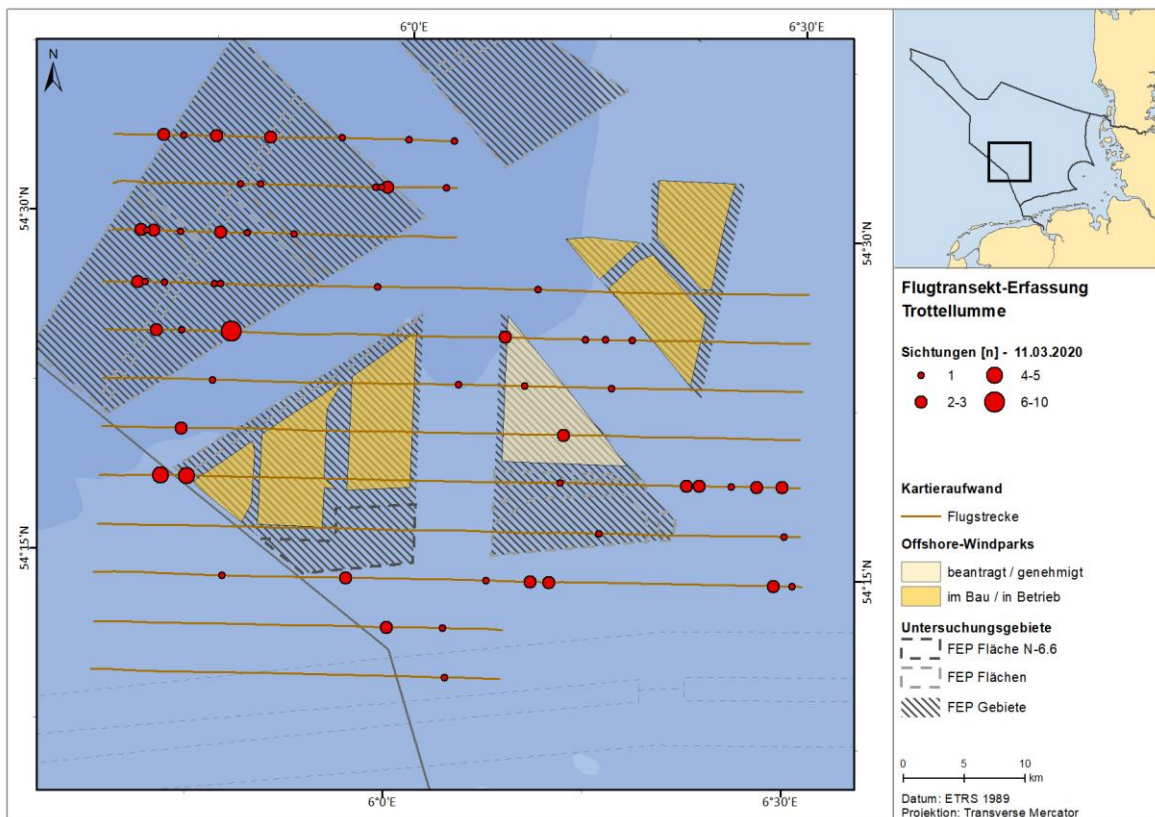 6°0'E 6°30'E
N
54°30'N 54°30'N
54°15'N 54°15'N
6°0'E 6°30'E
Flugtransekt-Erfassung
Trottellumme
Sichtungen [n] - 11.03.2020
1 4-5
2-3 6-10
Kartieraufwand
Flugstrecke
Offshore-Windparks
beantragt / genehmigt
im Bau / in Betrieb
Untersuchungsgebiete
FEP Fläche N-6.6
FEP Flächen
FEP Gebiete
0 5 10
km
Datum: ETRS 1989
Projektion: Transverse Mercator